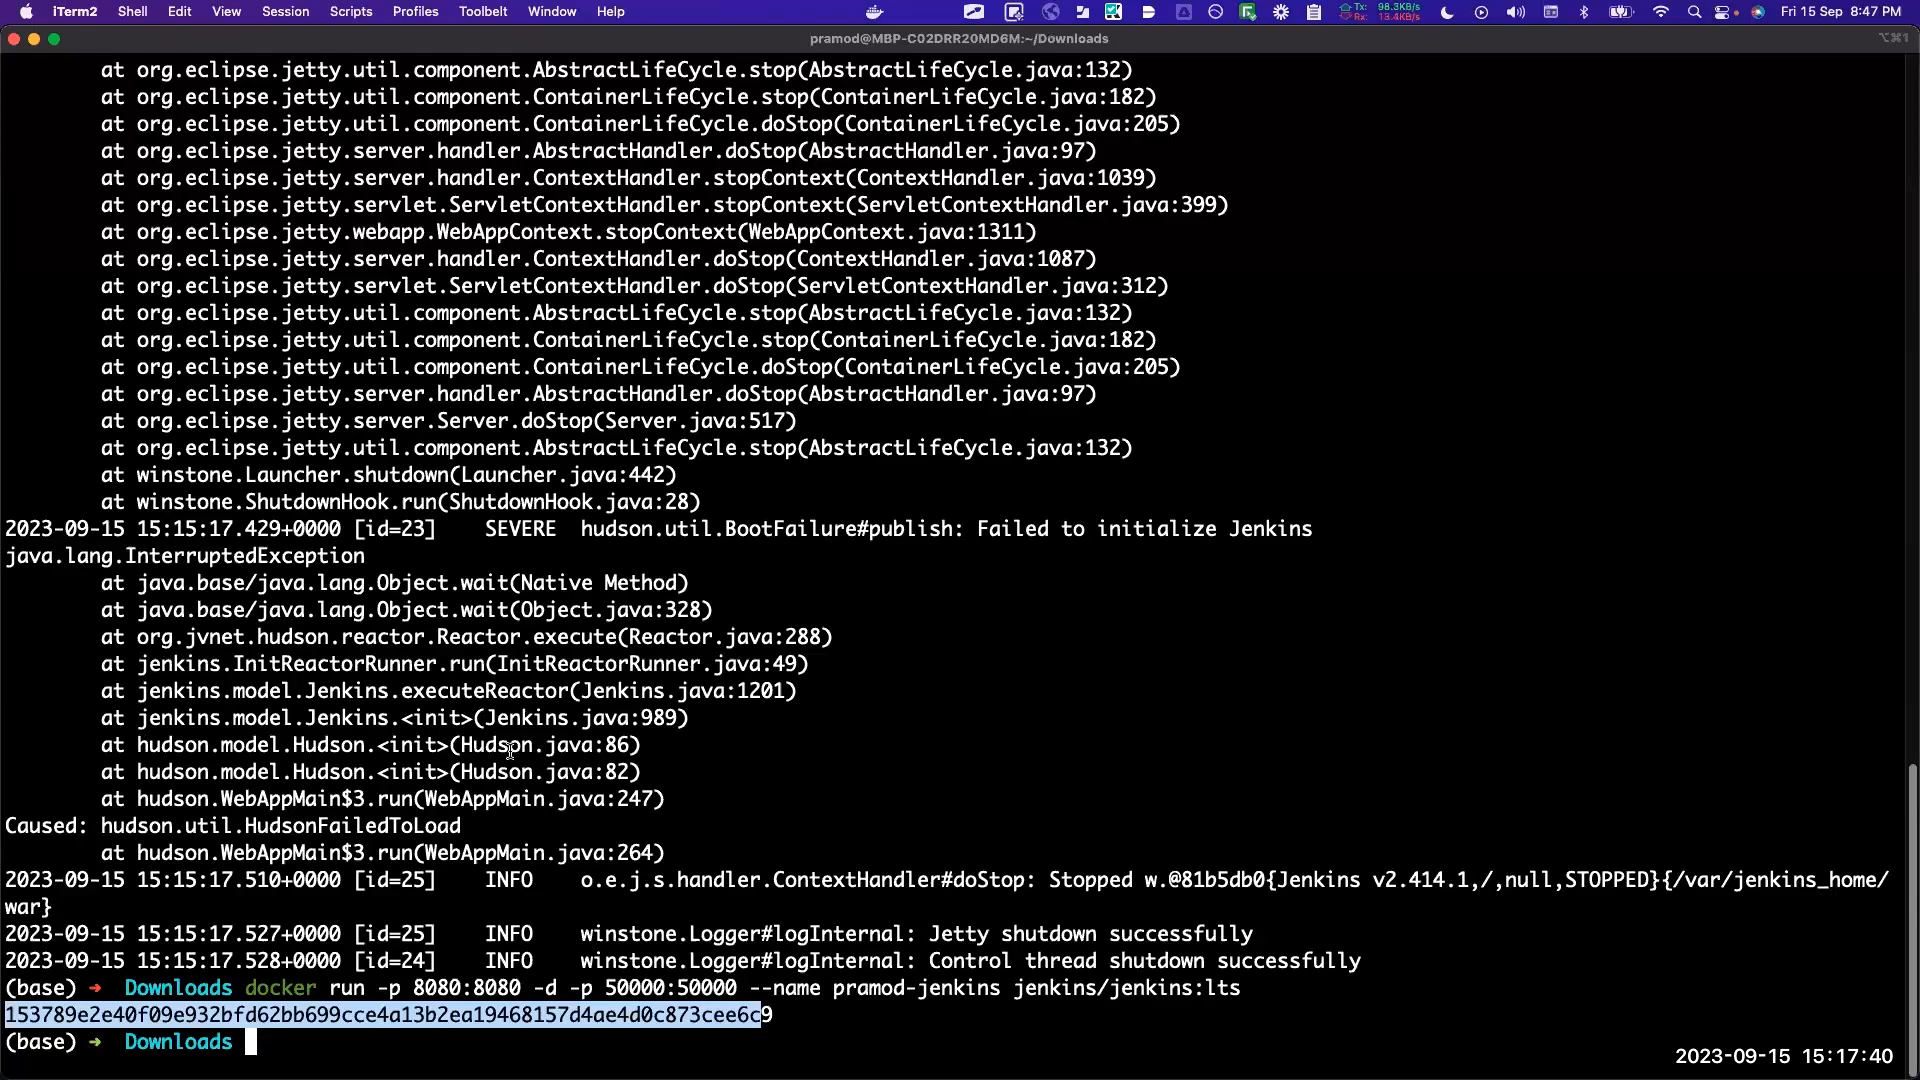 iTerm2 Shell Edit View Session Scripts Profiles Toolbelt Window Help Tx: 98.3KB/s Rx: 13.4KB/s Fri 15 Sep 8:47 PM
pramod@MBP-C02DRR20MD6M:~/Downloads ⌥⌘1
at org.eclipse.jetty.util.component.AbstractLifeCycle.stop(AbstractLifeCycle.java:132)
at org.eclipse.jetty.util.component.ContainerLifeCycle.stop(ContainerLifeCycle.java:182)
at org.eclipse.jetty.util.component.ContainerLifeCycle.doStop(ContainerLifeCycle.java:205)
at org.eclipse.jetty.server.handler.AbstractHandler.doStop(AbstractHandler.java:97)
at org.eclipse.jetty.server.handler.ContextHandler.stopContext(ContextHandler.java:1039)
at org.eclipse.jetty.servlet.ServletContextHandler.stopContext(ServletContextHandler.java:399)
at org.eclipse.jetty.webapp.WebAppContext.stopContext(WebAppContext.java:1311)
at org.eclipse.jetty.server.handler.ContextHandler.doStop(ContextHandler.java:1087)
at org.eclipse.jetty.servlet.ServletContextHandler.doStop(ServletContextHandler.java:312)
at org.eclipse.jetty.util.component.AbstractLifeCycle.stop(AbstractLifeCycle.java:132)
at org.eclipse.jetty.util.component.ContainerLifeCycle.stop(ContainerLifeCycle.java:182)
at org.eclipse.jetty.util.component.ContainerLifeCycle.doStop(ContainerLifeCycle.java:205)
at org.eclipse.jetty.server.handler.AbstractHandler.doStop(AbstractHandler.java:97)
at org.eclipse.jetty.server.Server.doStop(Server.java:517)
at org.eclipse.jetty.util.component.AbstractLifeCycle.stop(AbstractLifeCycle.java:132)
at winstone.Launcher.shutdown(Launcher.java:442)
at winstone.ShutdownHook.run(ShutdownHook.java:28)
2023-09-15 15:15:17.429+0000 [id=23] SEVERE hudson.util.BootFailure#publish: Failed to initialize Jenkins
java.lang.InterruptedException
at java.base/java.lang.Object.wait(Native Method)
at java.base/java.lang.Object.wait(Object.java:328)
at org.jvnet.hudson.reactor.Reactor.execute(Reactor.java:288)
at jenkins.InitReactorRunner.run(InitReactorRunner.java:49)
at jenkins.model.Jenkins.executeReactor(Jenkins.java:1201)
at jenkins.model.Jenkins.<init>(Jenkins.java:989)
at hudson.model.Hudson.<init>(Hudson.java:86)
at hudson.model.Hudson.<init>(Hudson.java:82)
at hudson.WebAppMain$3.run(WebAppMain.java:247)
Caused: hudson.util.HudsonFailedToLoad
at hudson.WebAppMain$3.run(WebAppMain.java:264)
2023-09-15 15:15:17.510+0000 [id=25] INFO o.e.j.s.handler.ContextHandler#doStop: Stopped w.@81b5db0{Jenkins v2.414.1,/,null,STOPPED}{/var/jenkins_home/
war}
2023-09-15 15:15:17.527+0000 [id=25] INFO winstone.Logger#logInternal: Jetty shutdown successfully
2023-09-15 15:15:17.528+0000 [id=24] INFO winstone.Logger#logInternal: Control thread shutdown successfully
(base) → Downloads docker run -p 8080:8080 -d -p 50000:50000 --name pramod-jenkins jenkins/jenkins:lts
153789e2e40f09e932bfd62bb699cce4a13b2ea19468157d4ae4d0c873cee6c9
(base) → Downloads
2023-09-15 15:17:40